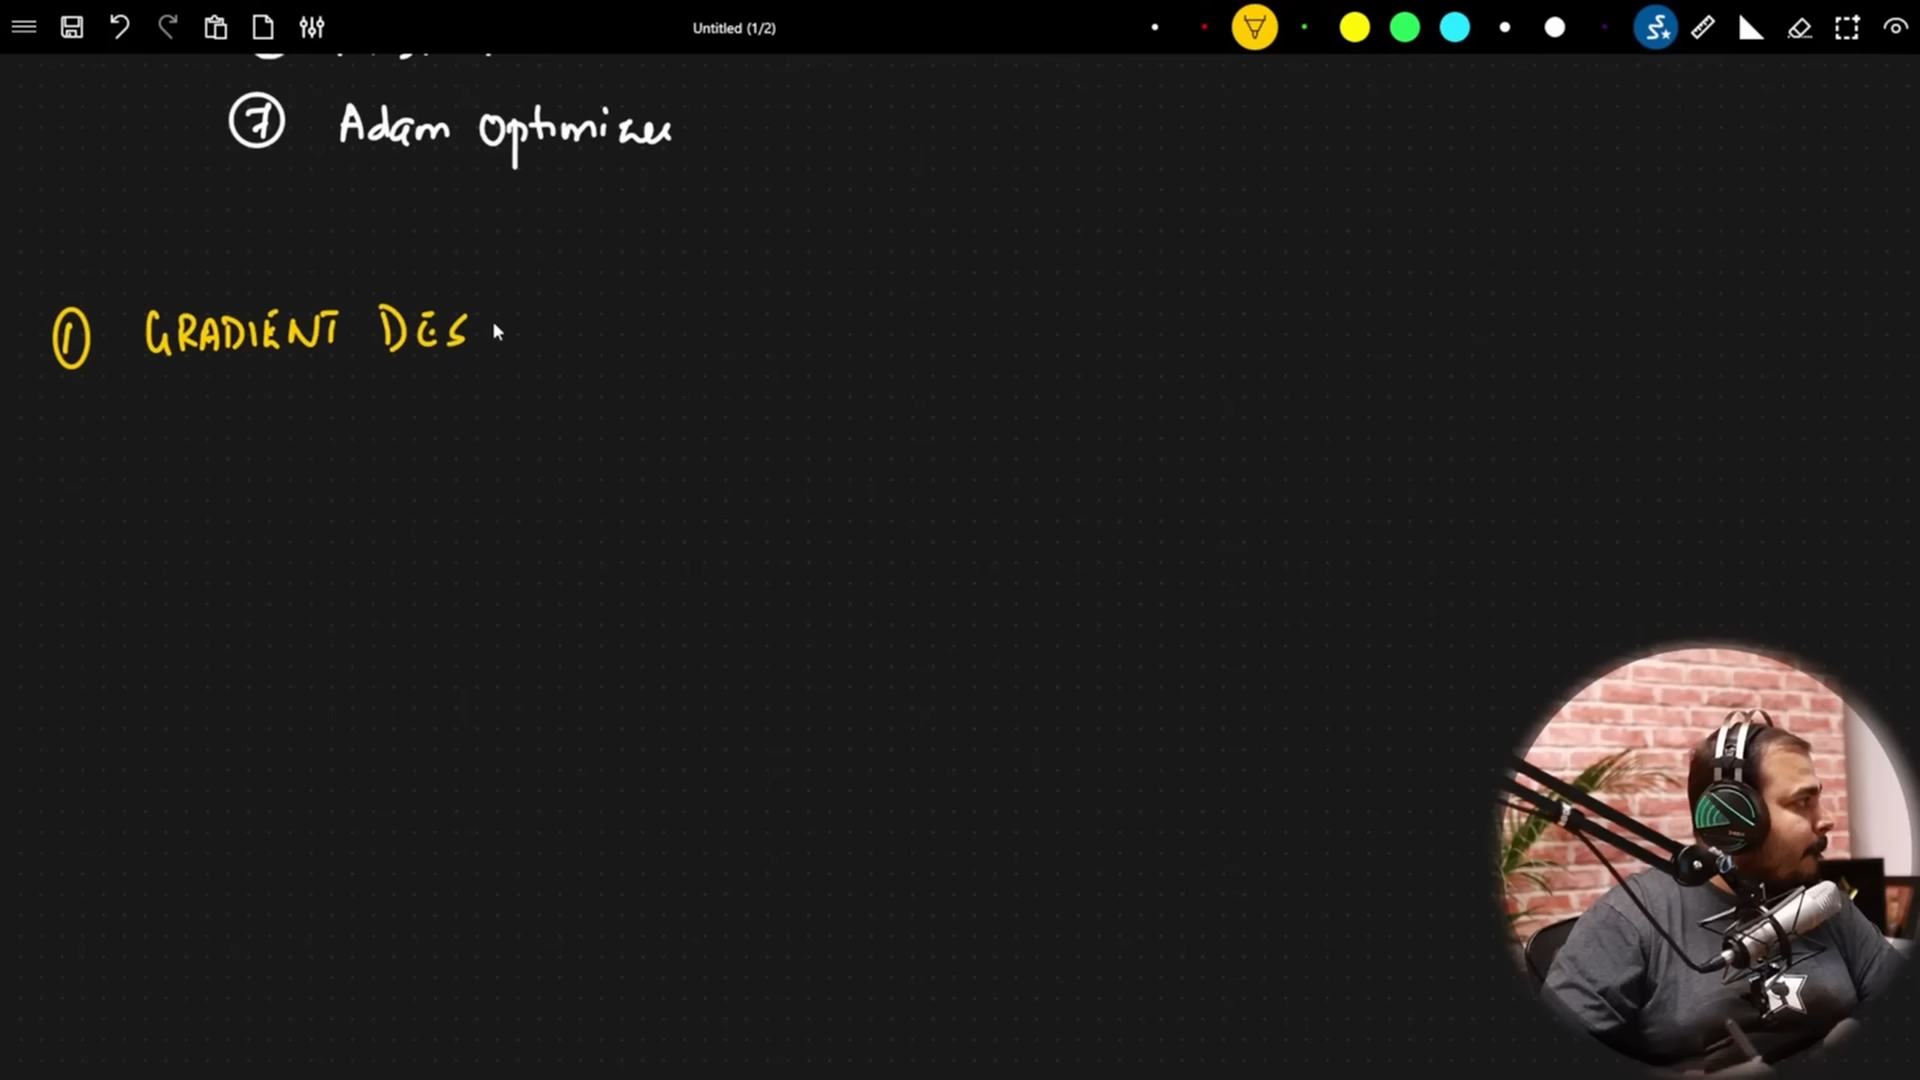 Untitled (1/2)
7 Adam Optimizer
1 GRADIENT DES